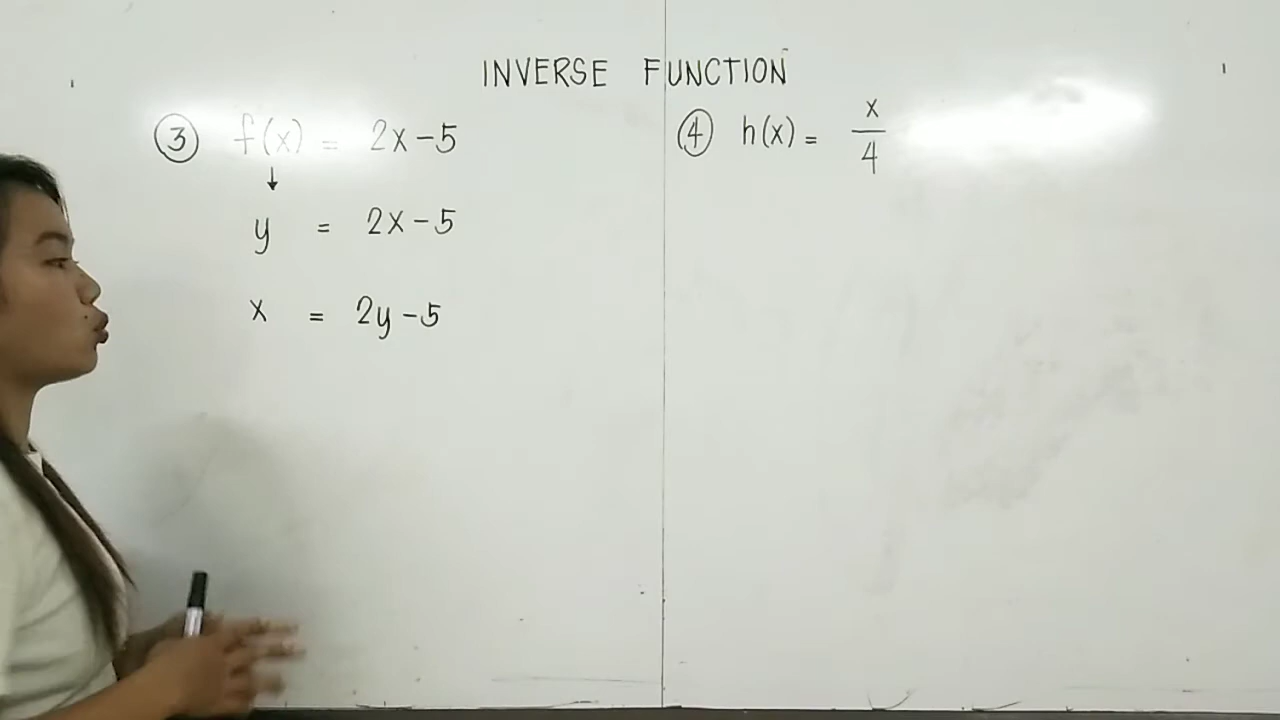 INVERSE FUNCTION
③ f(x) = 2x-5
↓
y = 2x-5
x = 2y-5
④ h(x) = x/4